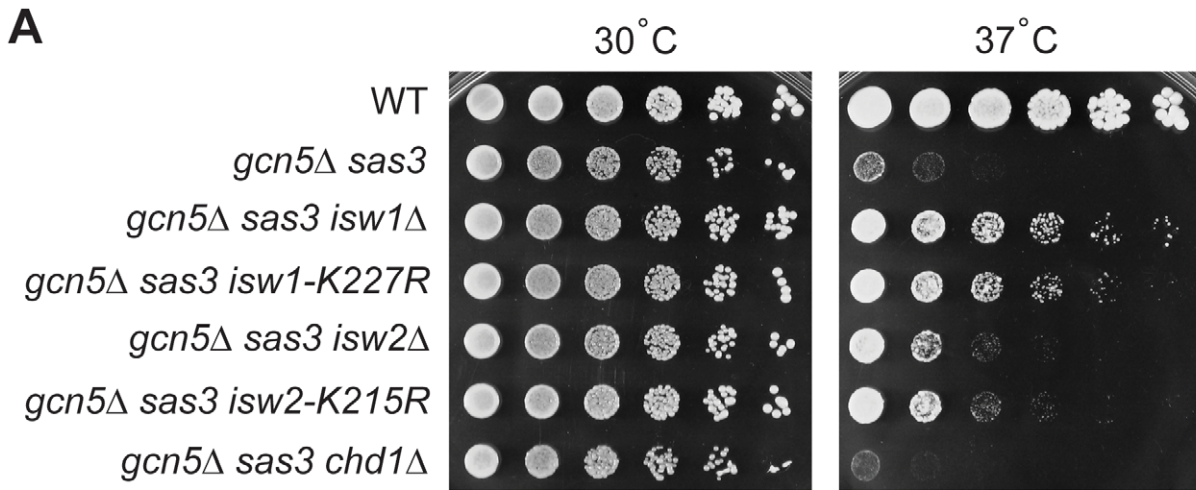 A
30°C 37°C
WT
gcn5Δ sas3
gcn5Δ sas3 isw1Δ
gcn5Δ sas3 isw1-K227R
gcn5Δ sas3 isw2Δ
gcn5Δ sas3 isw2-K215R
gcn5Δ sas3 chd1Δ